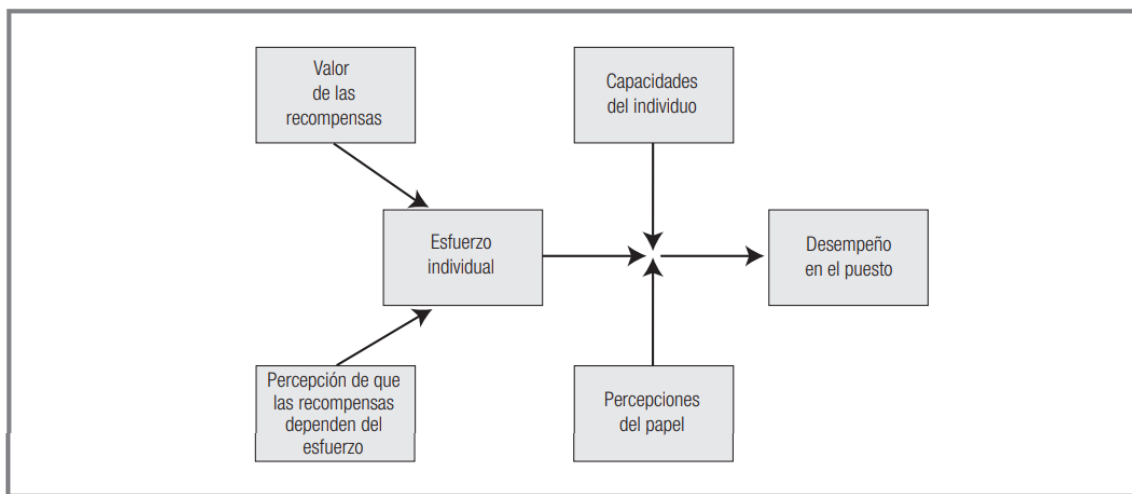 Valor
de las
recompensas
Capacidades
del individuo
Esfuerzo
individual
Desempeño
en el puesto
Percepción de que
las recompensas
dependen del
esfuerzo
Percepciones
del papel